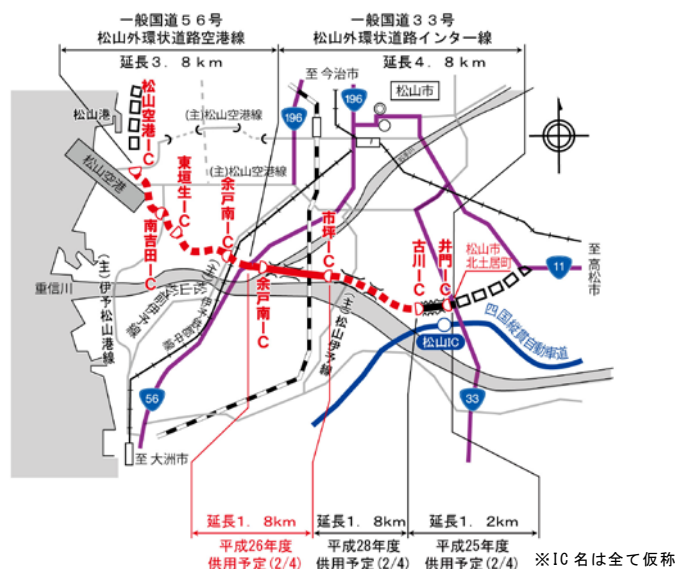 一般国道５６号
松山外環状道路空港線
延長３．８ｋｍ
一般国道３３号
松山外環状道路インター線
延長４．８ｋｍ
至 今治市
196
196
松山市
松山港
松山空港ＩＣ
(主)松山空港線
(主)松山空港線
松山空港
東垣生ＩＣ
南吉田ＩＣ
余戸南ＩＣ
余戸南ＩＣ
市坪ＩＣ
古川ＩＣ
井門ＩＣ
松山市
北土居町
11
至 高松市
重信川
(主)伊予松山港線
(主)松山伊予線
四国縦貫自動車道
松山IC
56
33
至 大洲市
延長１．８km
延長１．８km
延長１．２km
平成26年度
供用予定(2/4)
平成28年度
供用予定(2/4)
平成25年度
供用予定(2/4)
※IC 名は全て仮称